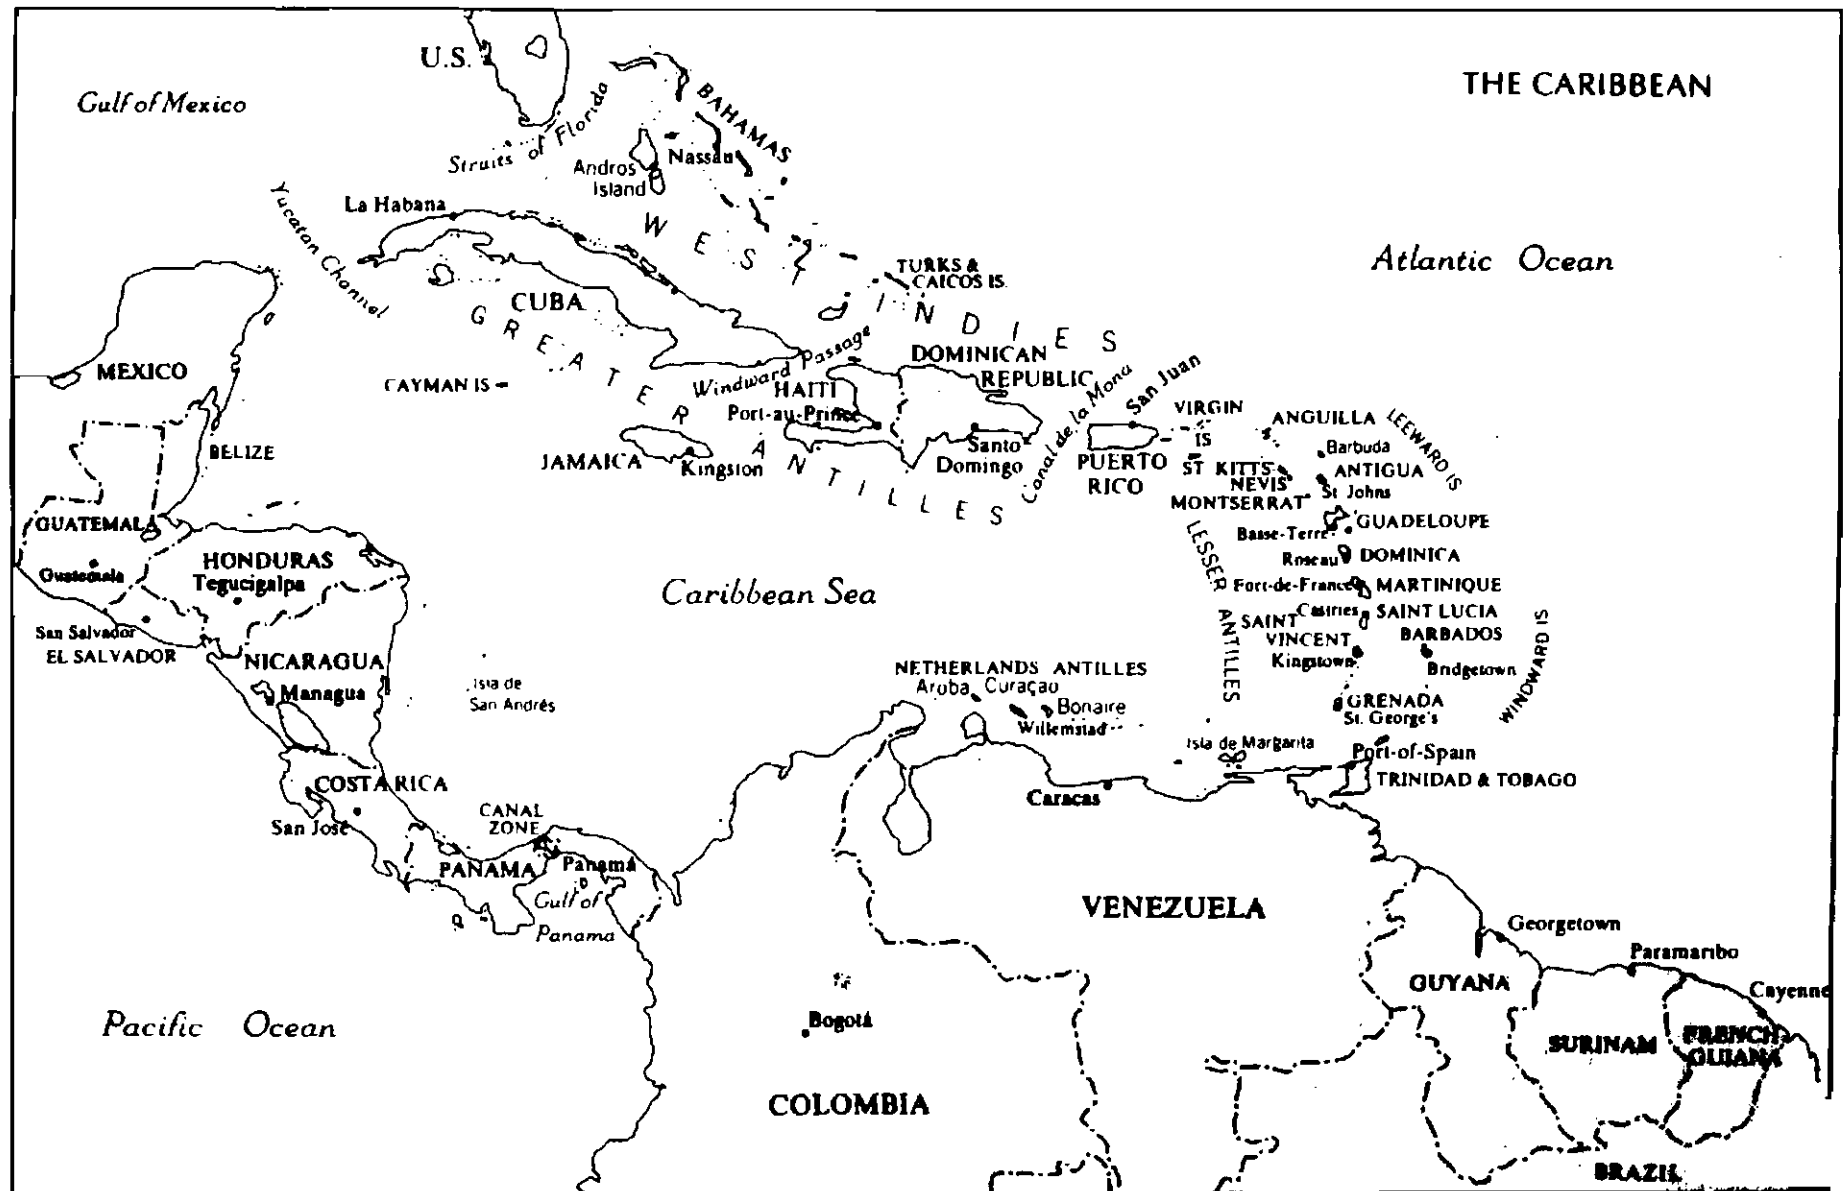 THE CARIBBEAN
U.S.
Gulf of Mexico
Straits of Florida
BAHAMAS
Nassau
Andros
Island
La Habana
Yucatan Channel
WEST INDIES
Atlantic Ocean
TURKS &
CAICOS IS.
CUBA
GREATER ANTILLES
Windward Passage
MEXICO
CAYMAN IS
HAITI
Port-au-Prince
DOMINICAN
REPUBLIC
Santo
Domingo
Canal de la Mona
San Juan
PUERTO
RICO
VIRGIN
IS
ANGUILLA
LEEWARD IS
Barbuda
ANTIGUA
St Johns
ST KITTS-
NEVIS
MONTSERRAT
BELIZE
JAMAICA
Kingston
GUATEMALA
Guatemala
HONDURAS
Tegucigalpa
San Salvador
EL SALVADOR
NICARAGUA
Managua
Caribbean Sea
LESSER ANTILLES
GUADELOUPE
Basse-Terre
Roseau
DOMINICA
Fort-de-France
MARTINIQUE
Castries
SAINT LUCIA
SAINT
VINCENT
Kingstown
BARBADOS
Bridgetown
WINDWARD IS
GRENADA
St. George's
Isla de
San Andrés
NETHERLANDS ANTILLES
Aruba
Curaçao
Bonaire
Willemstad
Isla de Margarita
Port-of-Spain
TRINIDAD & TOBAGO
COSTA RICA
San José
CANAL
ZONE
PANAMA
Panamá
Gulf of
Panama
Caracas
VENEZUELA
Georgetown
Paramaribo
Cayenne
GUYANA
SURINAM
FRENCH
GUIANA
Pacific Ocean
Bogotá
COLOMBIA
BRAZIL